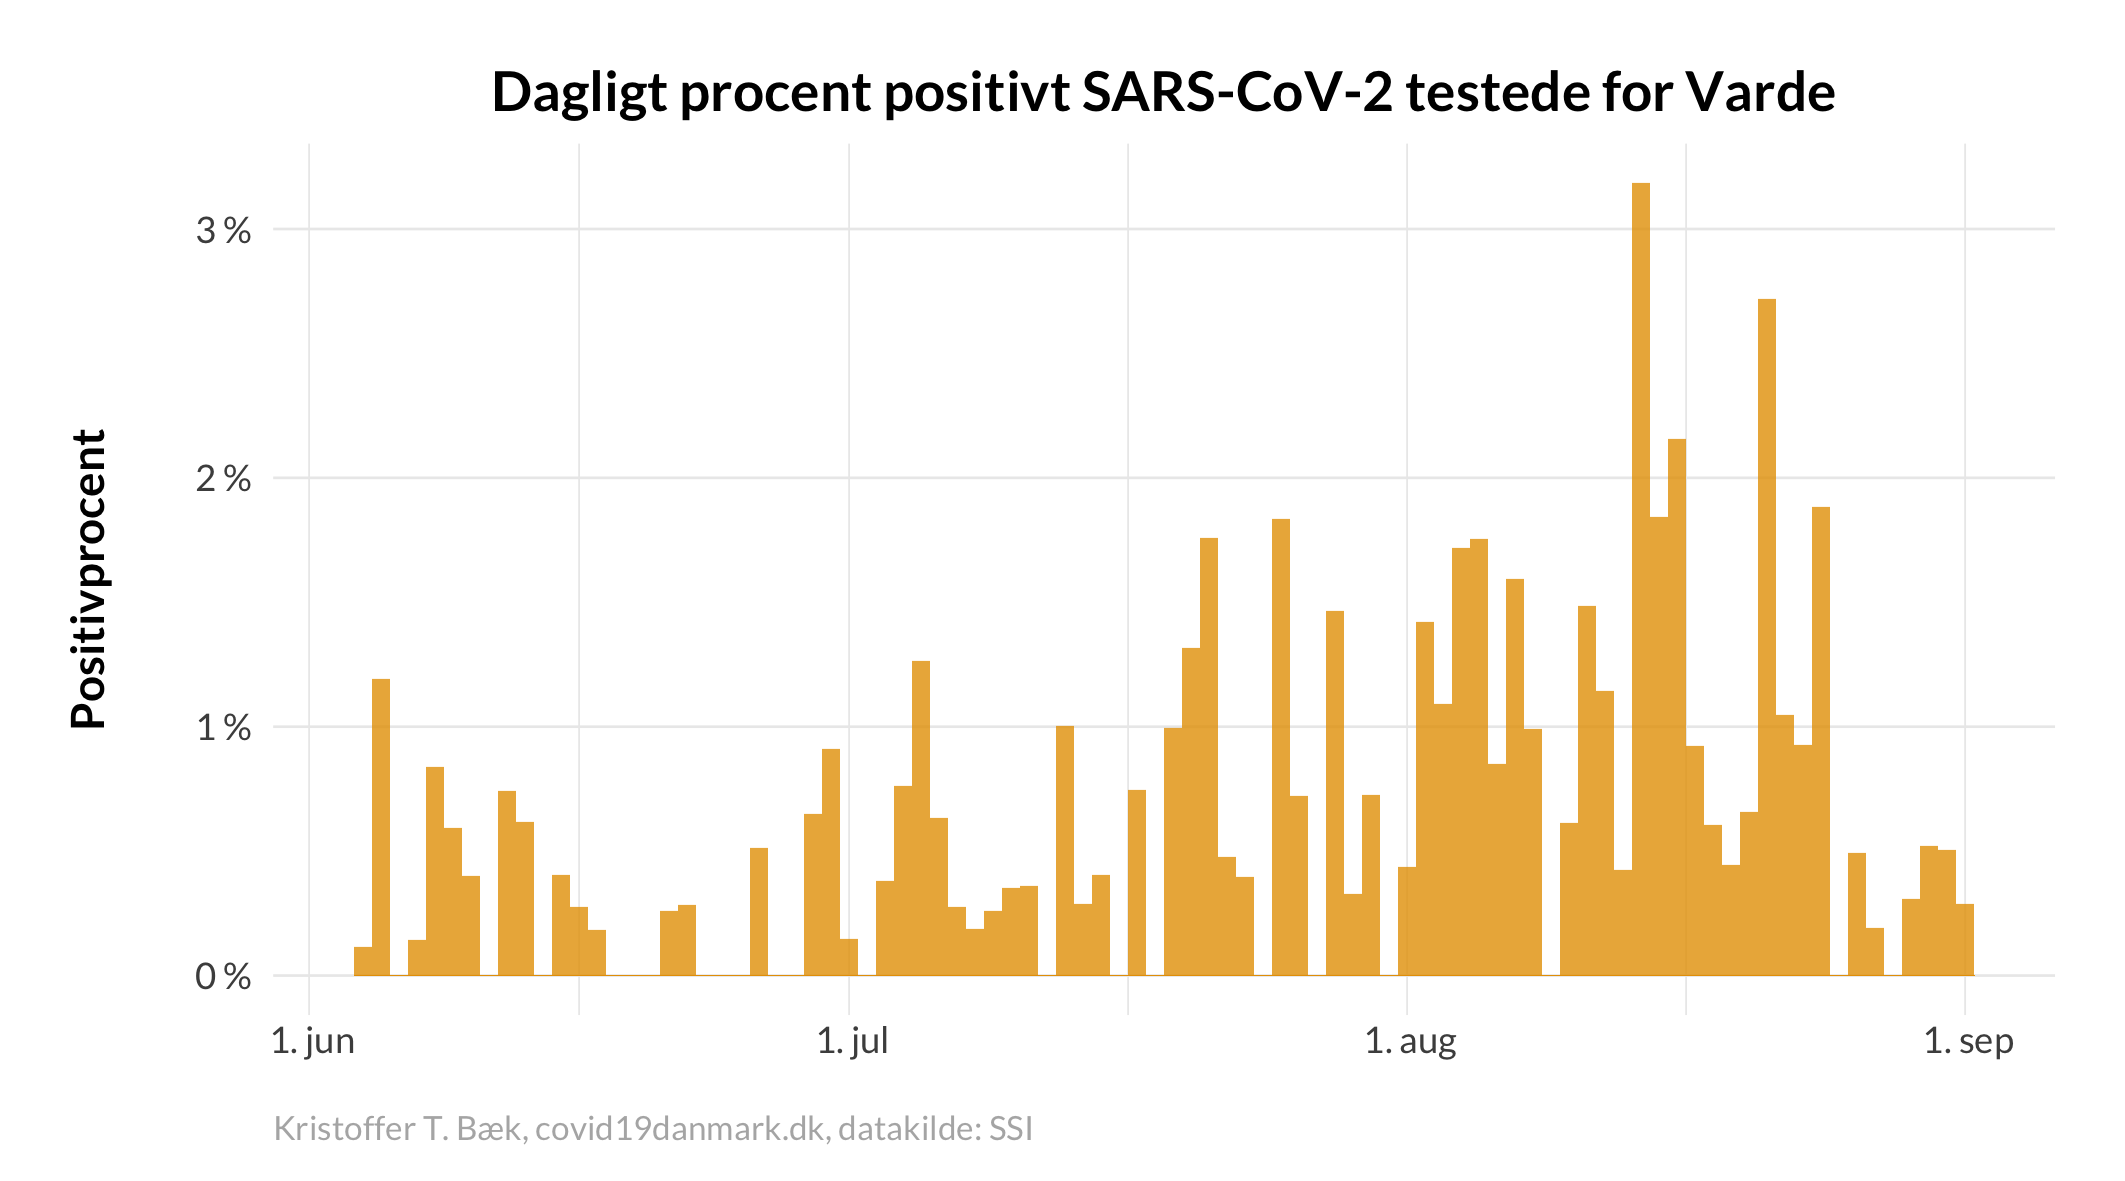 Dagligt procent positivt SARS-CoV-2 testede for Varde
Positivprocent
3 %
2 %
1 %
0 %
1. jun
1. jul
1. aug
1. sep
Kristoffer T. Bæk, covid19danmark.dk, datakilde: SSI